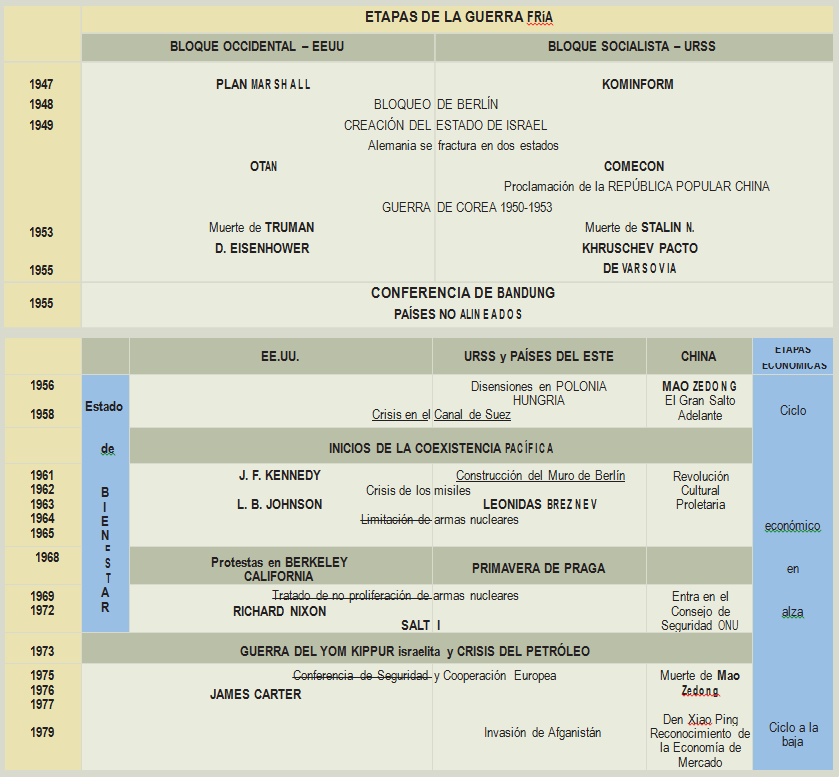 ETAPAS DE LA GUERRA FRíA
BLOQUE OCCIDENTAL – EEUU BLOQUE SOCIALISTA – URSS
1947 PLAN MARSHALL KOMINFORM
1948 BLOQUEO DE BERLÍN
1949 CREACIÓN DEL ESTADO DE ISRAEL
Alemania se fractura en dos estados
OTAN COMECON
Proclamación de la REPÚBLICA POPULAR CHINA
GUERRA DE COREA 1950-1953
1953 Muerte de TRUMAN Muerte de STALIN N.
D. EISENHOWER KHRUSCHEV PACTO
1955 DE VARSOVIA
1955 CONFERENCIA DE BANDUNG
PAÍSES NO ALINEADOS
EE.UU. URSS y PAÍSES DEL ESTE CHINA ETAPAS
ECONOMICAS
1956 Disensiones en POLONIA MAO ZEDONG
HUNGRIA El Gran Salto
1958 Estado Crisis en el Canal de Suez Adelante Ciclo
de INICIOS DE LA COEXISTENCIA PACÍFICA
1961 J. F. KENNEDY Construcción del Muro de Berlín Revolución
1962 B Crisis de los misiles Cultural
1963 I L. B. JOHNSON LEONIDAS BREZNEV Proletaria
1964 E Limitación de armas nucleares
1965 N económico
E
1968 S Protestas en BERKELEY PRIMAVERA DE PRAGA en
T CALIFORNIA
1969 A Tratado de no proliferación de armas nucleares Entra en el
1972 R RICHARD NIXON Consejo de alza
SALT I Seguridad ONU
1973 GUERRA DEL YOM KIPPUR israelita y CRISIS DEL PETRÓLEO
1975 Conferencia de Seguridad y Cooperación Europea Muerte de Mao
1976 JAMES CARTER Zedong
1977
Den Xiao Ping
1979 Invasión de Afganistán Reconocimiento de Ciclo a la
la Economía de baja
Mercado